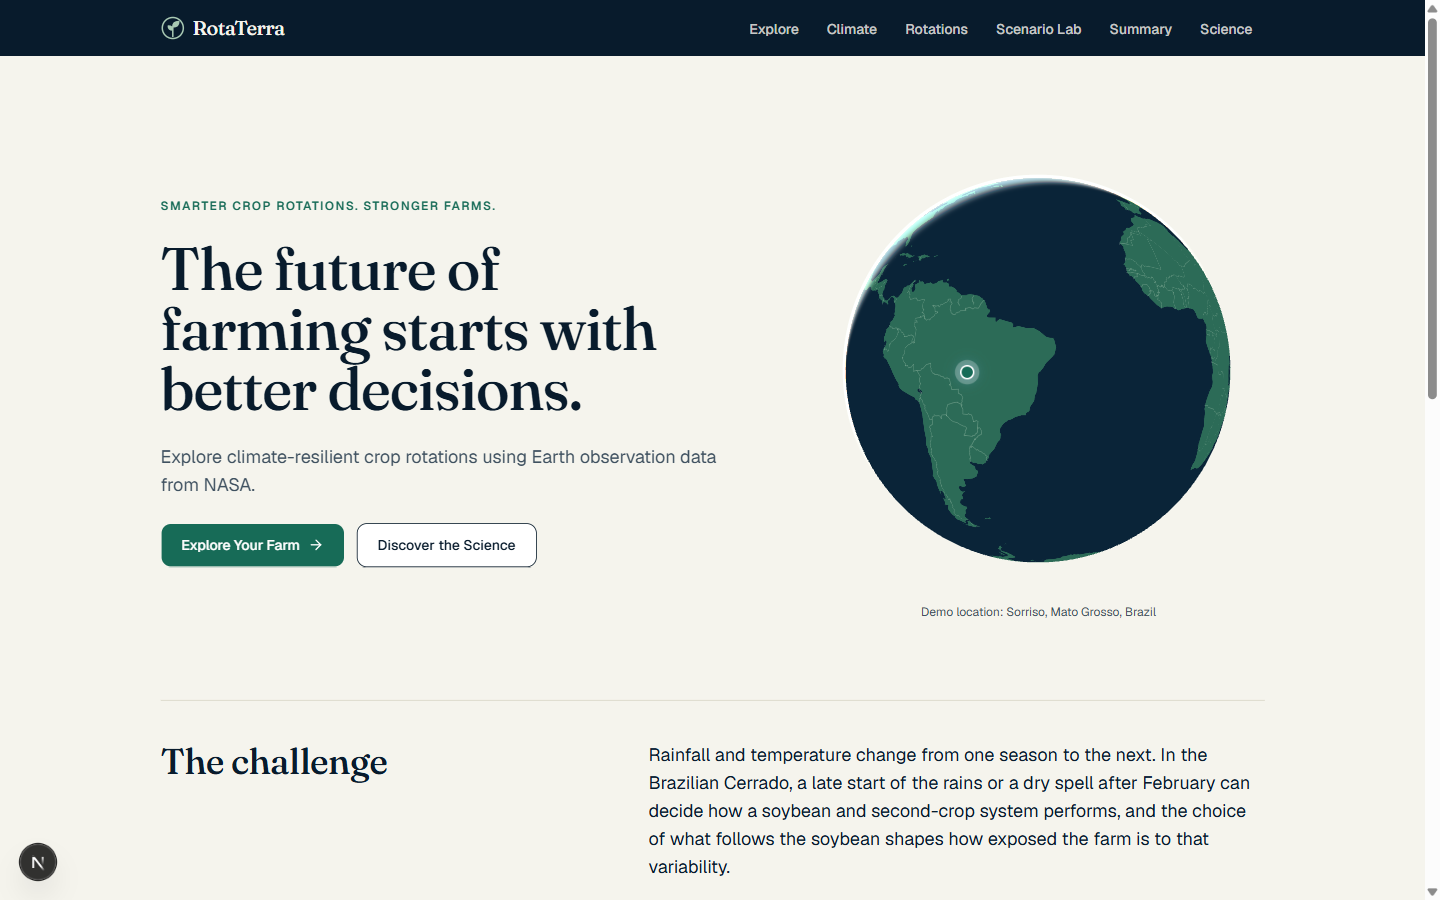 RotaTerra
Explore Climate Rotations Scenario Lab Summary Science
SMARTER CROP ROTATIONS. STRONGER FARMS.
The future of
farming starts with
better decisions.
Explore climate-resilient crop rotations using Earth observation data
from NASA.
Explore Your Farm → Discover the Science
Demo location: Sorriso, Mato Grosso, Brazil
The challenge
Rainfall and temperature change from one season to the next. In the
Brazilian Cerrado, a late start of the rains or a dry spell after February can
decide how a soybean and second-crop system performs, and the choice
of what follows the soybean shapes how exposed the farm is to that
variability.
N